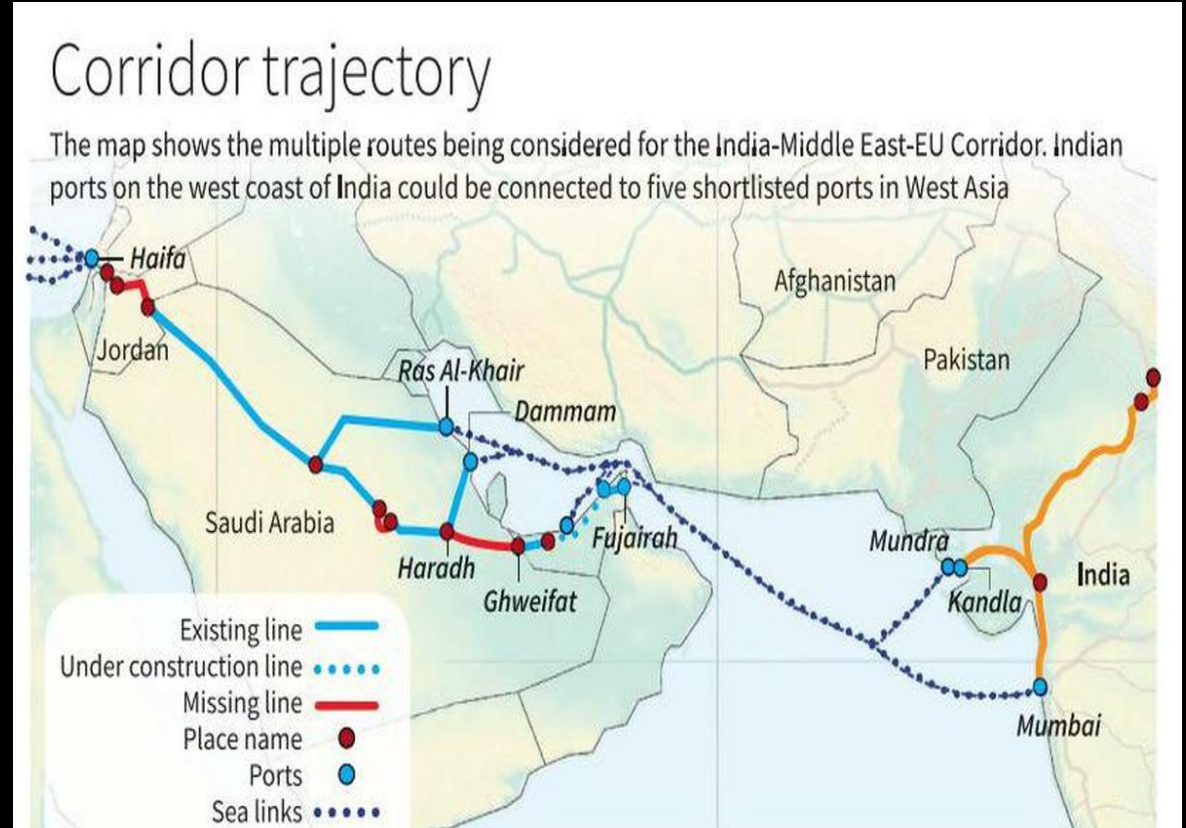 Corridor trajectory
The map shows the multiple routes being considered for the India-Middle East-EU Corridor. Indian
ports on the west coast of India could be connected to five shortlisted ports in West Asia
Haifa
Afghanistan
Jordan
Pakistan
Ras Al-Khair
Dammam
Saudi Arabia
Fujairah
Mundra
Haradh
India
Ghweifat
Kandla
Existing line
Under construction line
Missing line
Place name
Mumbai
Ports
Sea links